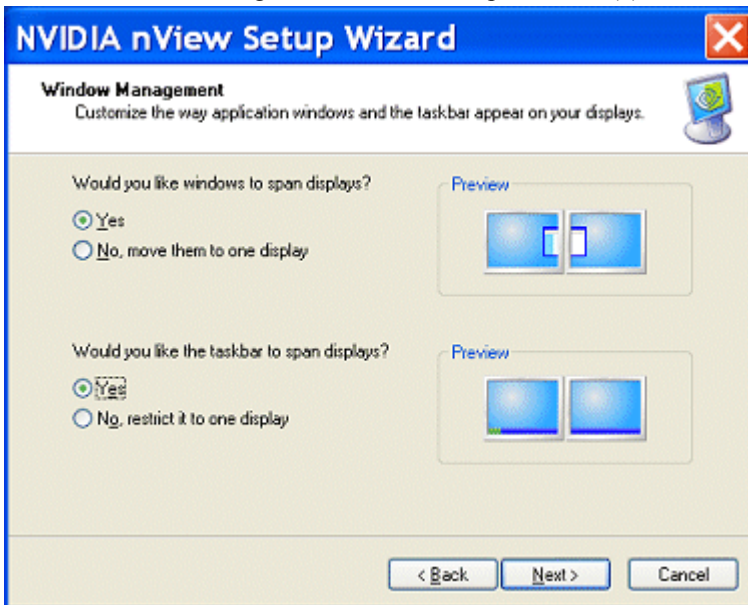 NVIDIA nView Setup Wizard
Window Management
Customize the way application windows and the taskbar appear on your displays.
Would you like windows to span displays?
Preview
Yes
No, move them to one display
Would you like the taskbar to span displays?
Preview
Yes
No, restrict it to one display
< Back
Next >
Cancel